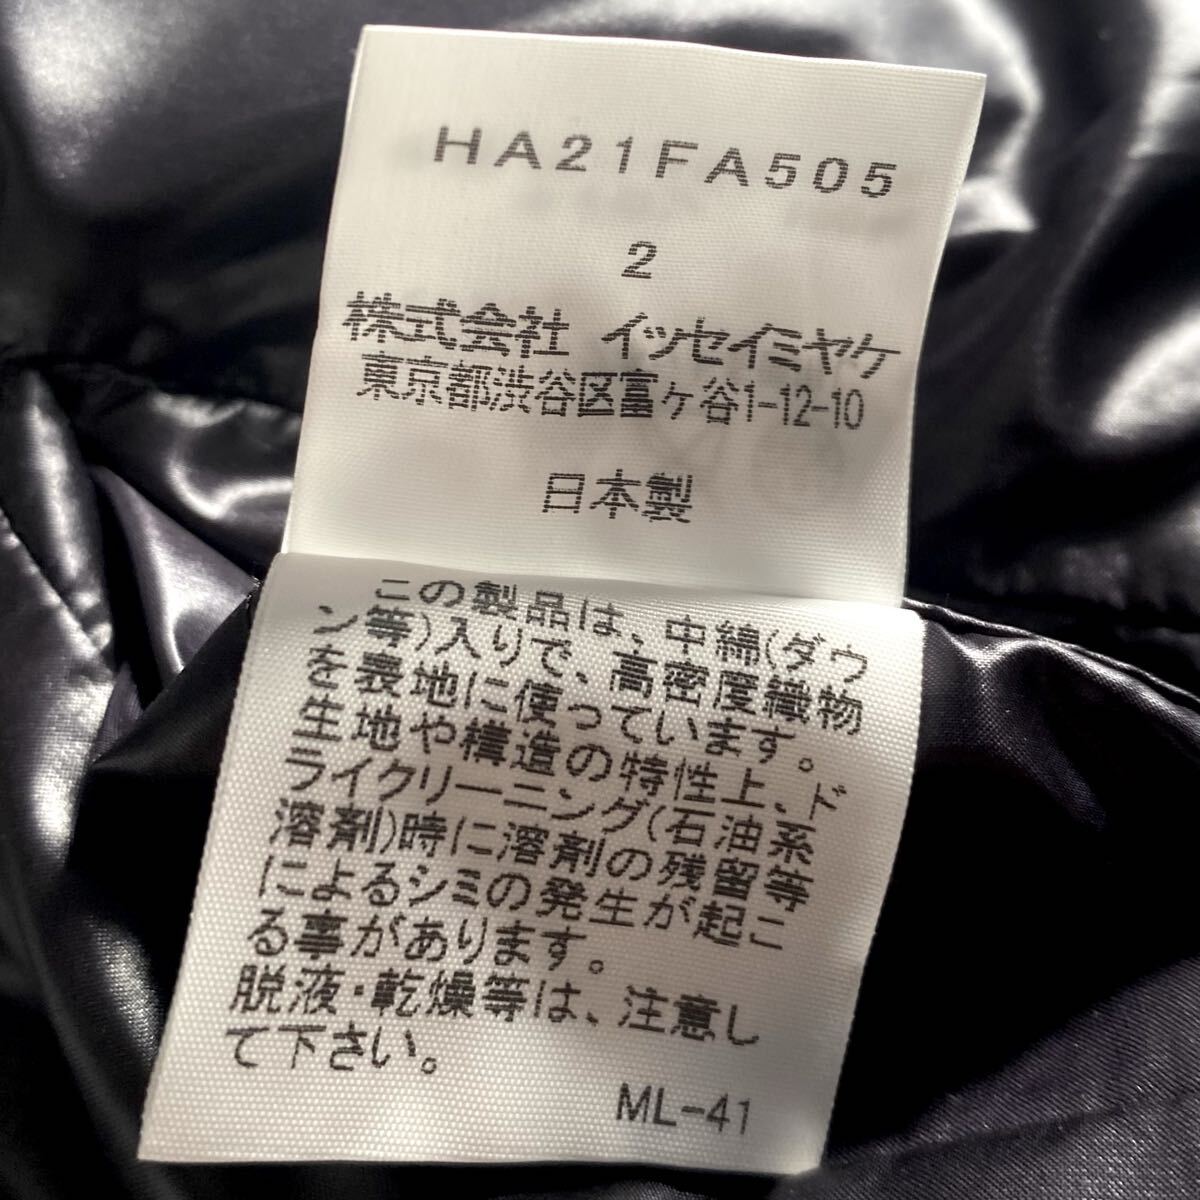 HA21FA505
2
株式会社 イッセイミヤケ
東京都渋谷区富ヶ谷1-12-10
日本製
この製品は、中綿(ダウ
ン等)入りで、高密度織物
を表地に使っています。
生地や構造の特性上、ド
ライクリーニング(石油系
溶剤)時に溶剤の残留等
によるシミの発生が起こ
る事があります。
脱液・乾燥等は、注意し
て下さい。
ML-41